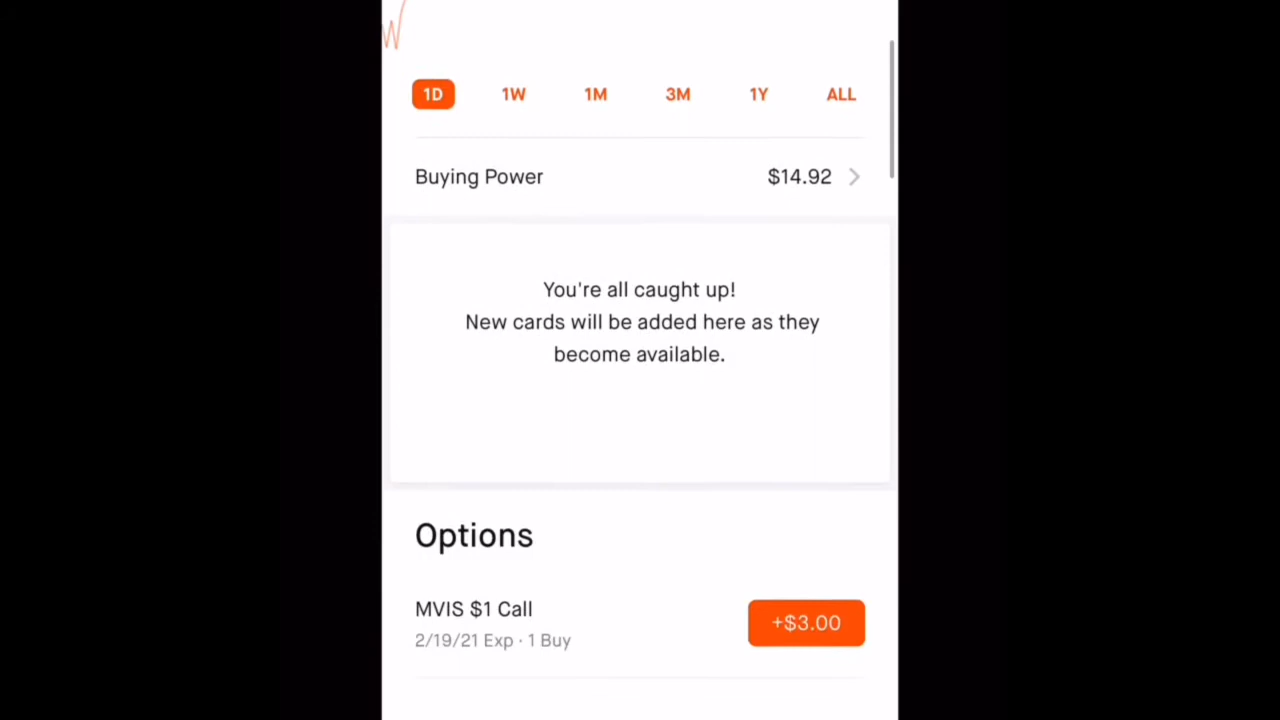 1D 1W 1M 3M 1Y ALL
Buying Power $14.92
You're all caught up!
New cards will be added here as they
become available.
Options
MVIS $1 Call
+$3.00
2/19/21 Exp · 1 Buy